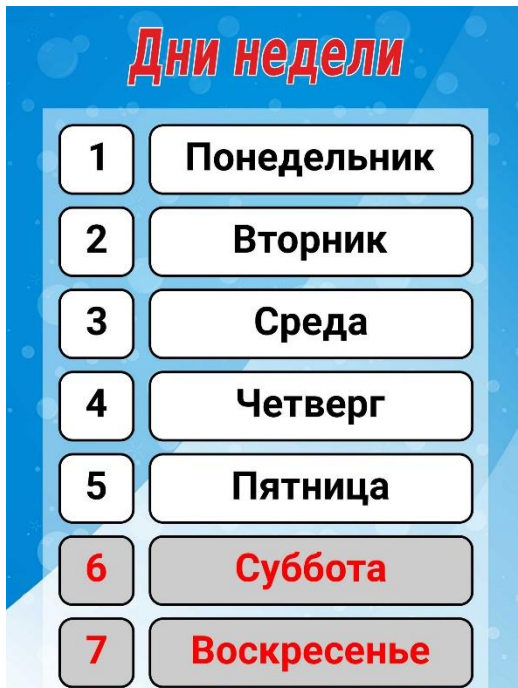 Дни недели
1 Понедельник
2 Вторник
3 Среда
4 Четверг
5 Пятница
6 Суббота
7 Воскресенье